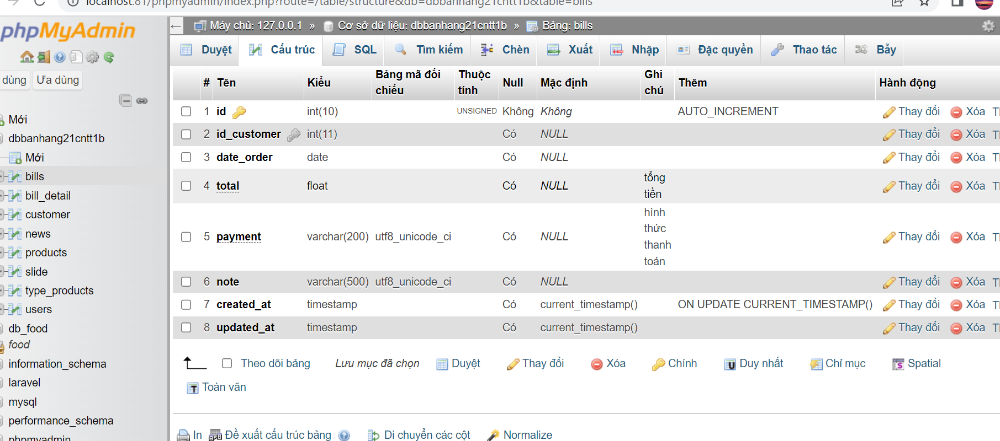 localhost:81/phpmyadmin/index.php?route=/table/structure&db=dbbanhang21cntt1b&table=bills
phpMyAdmin
dùng Ưa dùng
Mới
dbbanhang21cntt1b
Mới
bills
bill_detail
customer
news
products
slide
type_products
users
db_food
food
information_schema
laravel
mysql
performance_schema
phpmyadmin
Máy chủ: 127.0.0.1 » Cơ sở dữ liệu: dbbanhang21cntt1b » Bảng: bills
Duyệt Cấu trúc SQL Tìm kiếm Chèn Xuất Nhập Đặc quyền Thao tác Bẫy
# Tên Kiểu Bảng mã đối chiếu Thuộc tính Null Mặc định Ghi chú Thêm Hành động
1 id int(10) UNSIGNED Không Không AUTO_INCREMENT Thay đổi Xóa
2 id_customer int(11) Có NULL Thay đổi Xóa
3 date_order date Có NULL Thay đổi Xóa
4 total float Có NULL tổng tiền Thay đổi Xóa
5 payment varchar(200) utf8_unicode_ci Có NULL hình thức thanh toán Thay đổi Xóa
6 note varchar(500) utf8_unicode_ci Có NULL Thay đổi Xóa
7 created_at timestamp Có current_timestamp() ON UPDATE CURRENT_TIMESTAMP() Thay đổi Xóa
8 updated_at timestamp Có current_timestamp() Thay đổi Xóa
Theo dõi bảng Lưu mục đã chọn Duyệt Thay đổi Xóa Chính Duy nhất Chỉ mục Spatial
Toàn văn
In Đề xuất cấu trúc bảng Di chuyển các cột Normalize